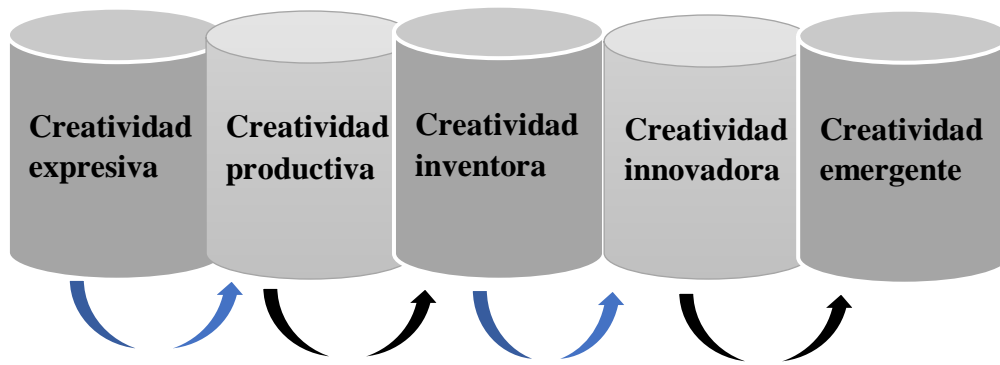 Creatividad
expresiva
Creatividad
productiva
Creatividad
inventora
Creatividad
innovadora
Creatividad
emergente